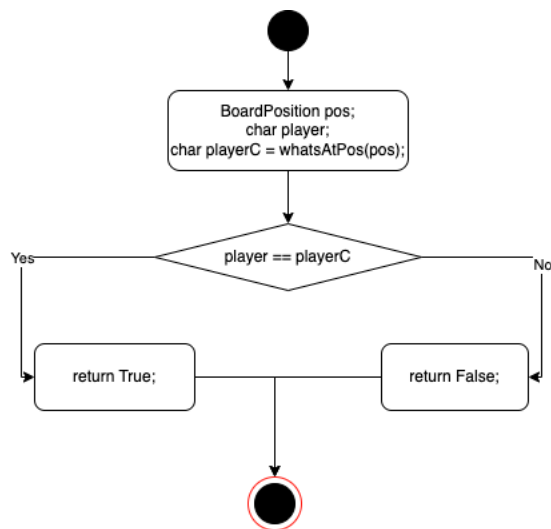 BoardPosition pos;
char player;
char playerC = whatsAtPos(pos);
player == playerC
Yes
No
return True;
return False;